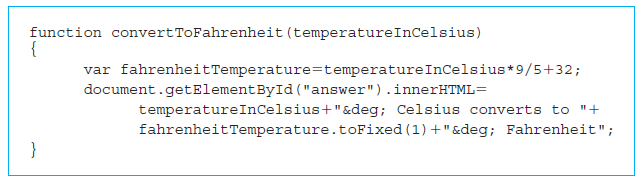 function convertToFahrenheit(temperatureInCelsius)
{
var fahrenheitTemperature=temperatureInCelsius*9/5+32;
document.getElementById("answer").innerHTML=
temperatureInCelsius+"&deg; Celsius converts to "+
fahrenheitTemperature.toFixed(1)+"&deg; Fahrenheit";
}